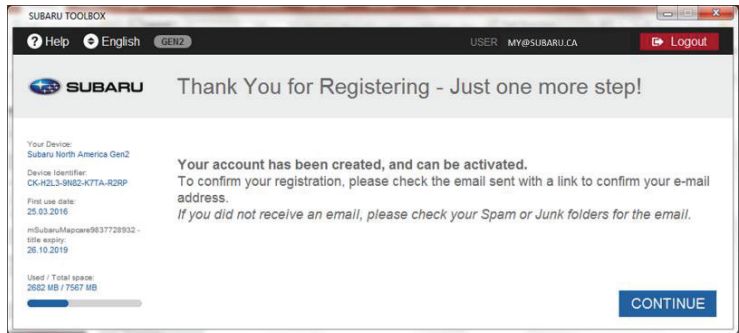 SUBARU TOOLBOX
Help English GEN2 USER MY@SUBARU.CA Logout
SUBARU Thank You for Registering - Just one more step!
Your Device:
Subaru North America Gen2
Device Identifier:
CK-H2L3-9N82-K7TA-R2RP
First use date:
25.03.2016
mSubaruMapcare9837728932 -
title expiry:
26.10.2019
Used / Total space:
2682 MB / 7567 MB
Your account has been created, and can be activated.
To confirm your registration, please check the email sent with a link to confirm your e-mail
address.
If you did not receive an email, please check your Spam or Junk folders for the email.
CONTINUE